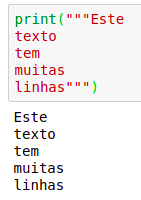 print("""Este
texto
tem
muitas
linhas""")
Este
texto
tem
muitas
linhas